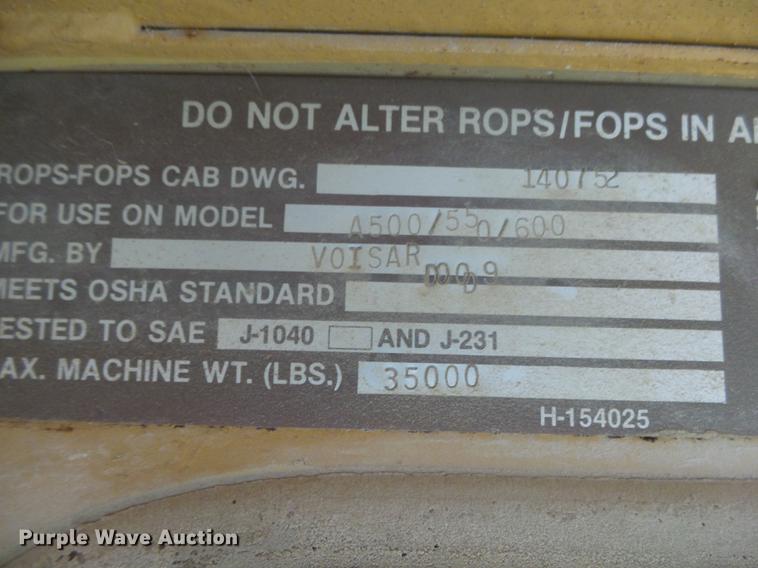 DO NOT ALTER ROPS/FOPS IN A
ROPS-FOPS CAB DWG. 140752
FOR USE ON MODEL A500/550/600
MFG. BY VOISAR
MEETS OSHA STANDARD
ESTED TO SAE J-1040 AND J-231
AX. MACHINE WT. (LBS.) 35000
H-154025
Purple Wave Auction®